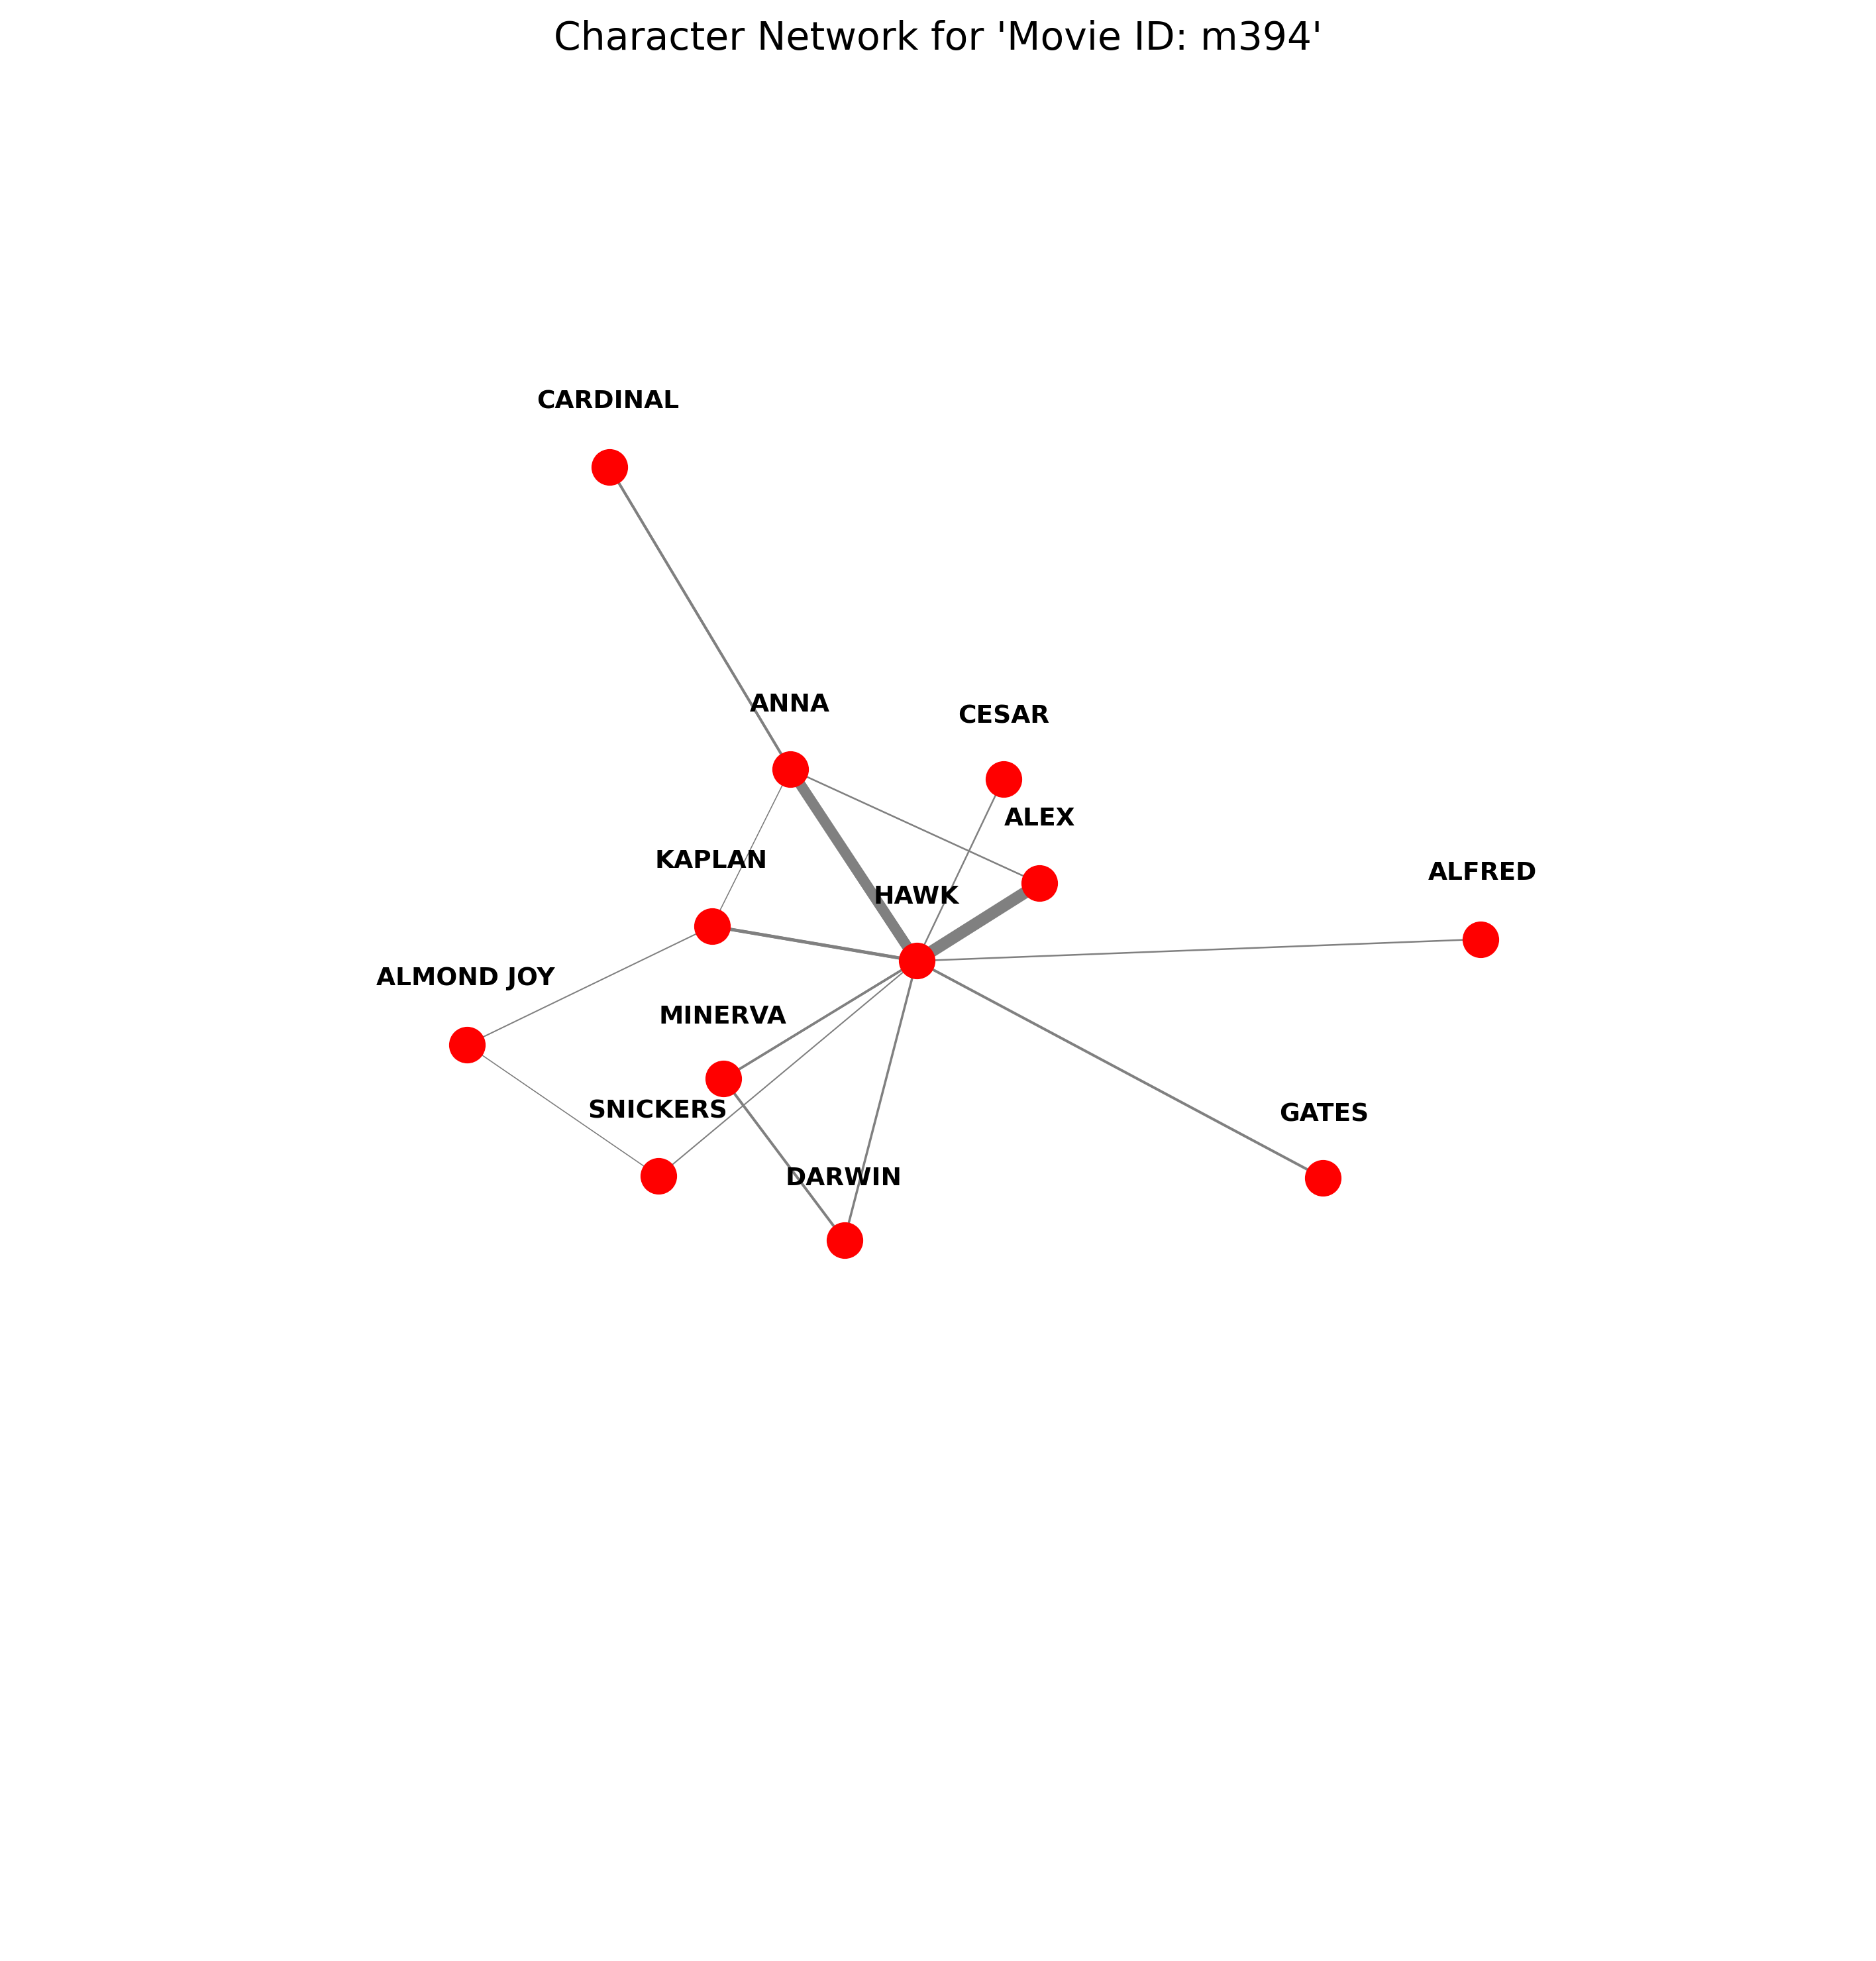 Character Network for 'Movie ID: m394'
CARDINAL
ANNA
CESAR
ALEX
KAPLAN
ALFRED
HAWK
ALMOND JOY
MINERVA
SNICKERS
GATES
DARWIN